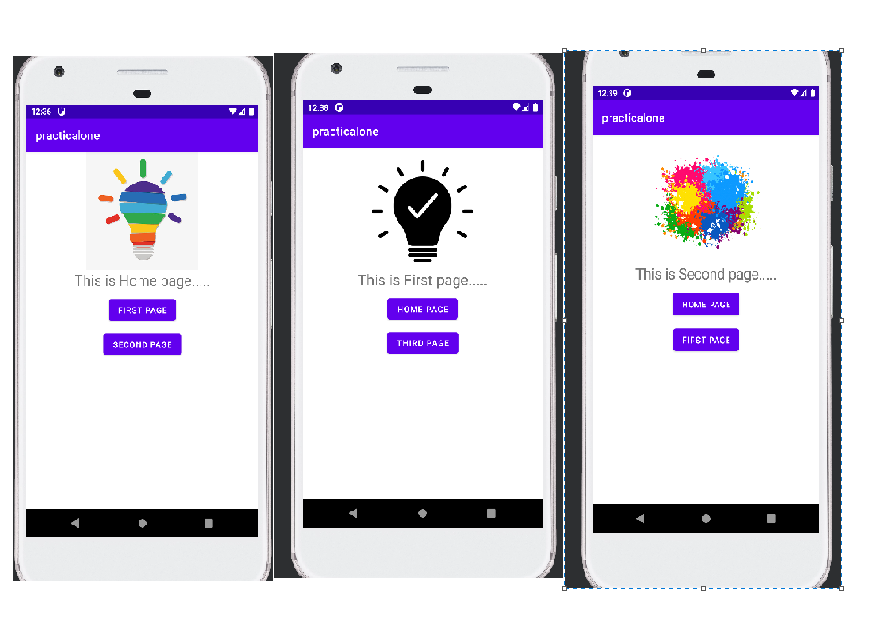 12:36
practicalone
This is Home page.....
FIRST PAGE
SECOND PAGE
12:38
practicalone
This is First page.....
HOME PAGE
THIRD PAGE
12:39
practicalone
This is Second page.....
HOME PAGE
FIRST PAGE